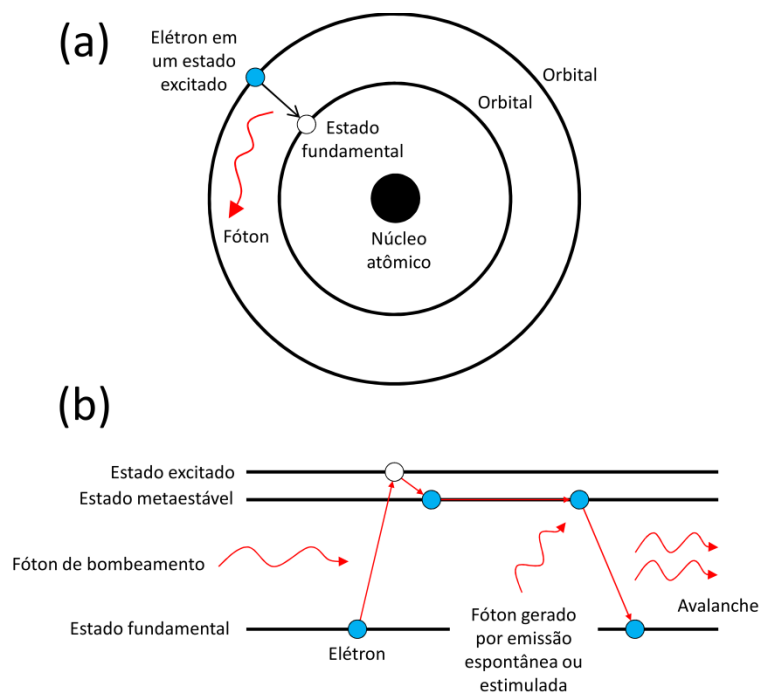 (a)
Elétron em
um estado
excitado
Orbital
Orbital
Estado
fundamental
Fóton
Núcleo
atômico
(b)
Estado excitado
Estado metaestável
Fóton de bombeamento
Avalanche
Estado fundamental
Elétron
Fóton gerado
por emissão
espontânea ou
estimulada